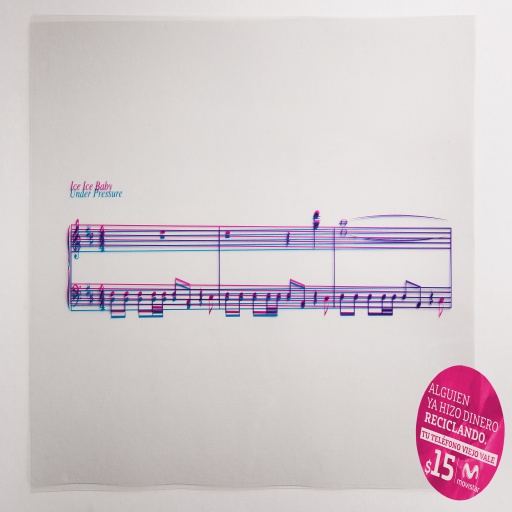 Ice Ice Baby
Under Pressure
ALGUIEN
YA HIZO DINERO
RECICLANDO.
TU TELÉFONO VIEJO VALE
$15
movistar